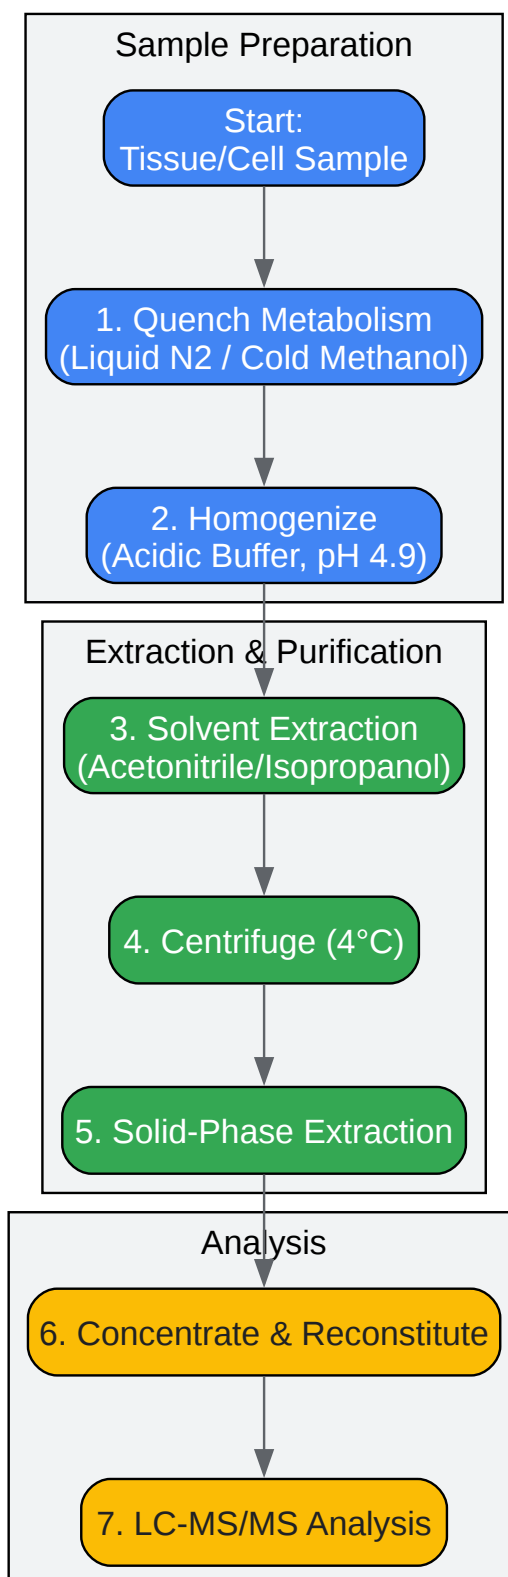 Sample Preparation
Start:
Tissue/Cell Sample
1. Quench Metabolism
(Liquid N2 / Cold Methanol)
2. Homogenize
(Acidic Buffer, pH 4.9)
Extraction & Purification
3. Solvent Extraction
(Acetonitrile/Isopropanol)
4. Centrifuge (4°C)
5. Solid-Phase Extraction
Analysis
6. Concentrate & Reconstitute
7. LC-MS/MS Analysis